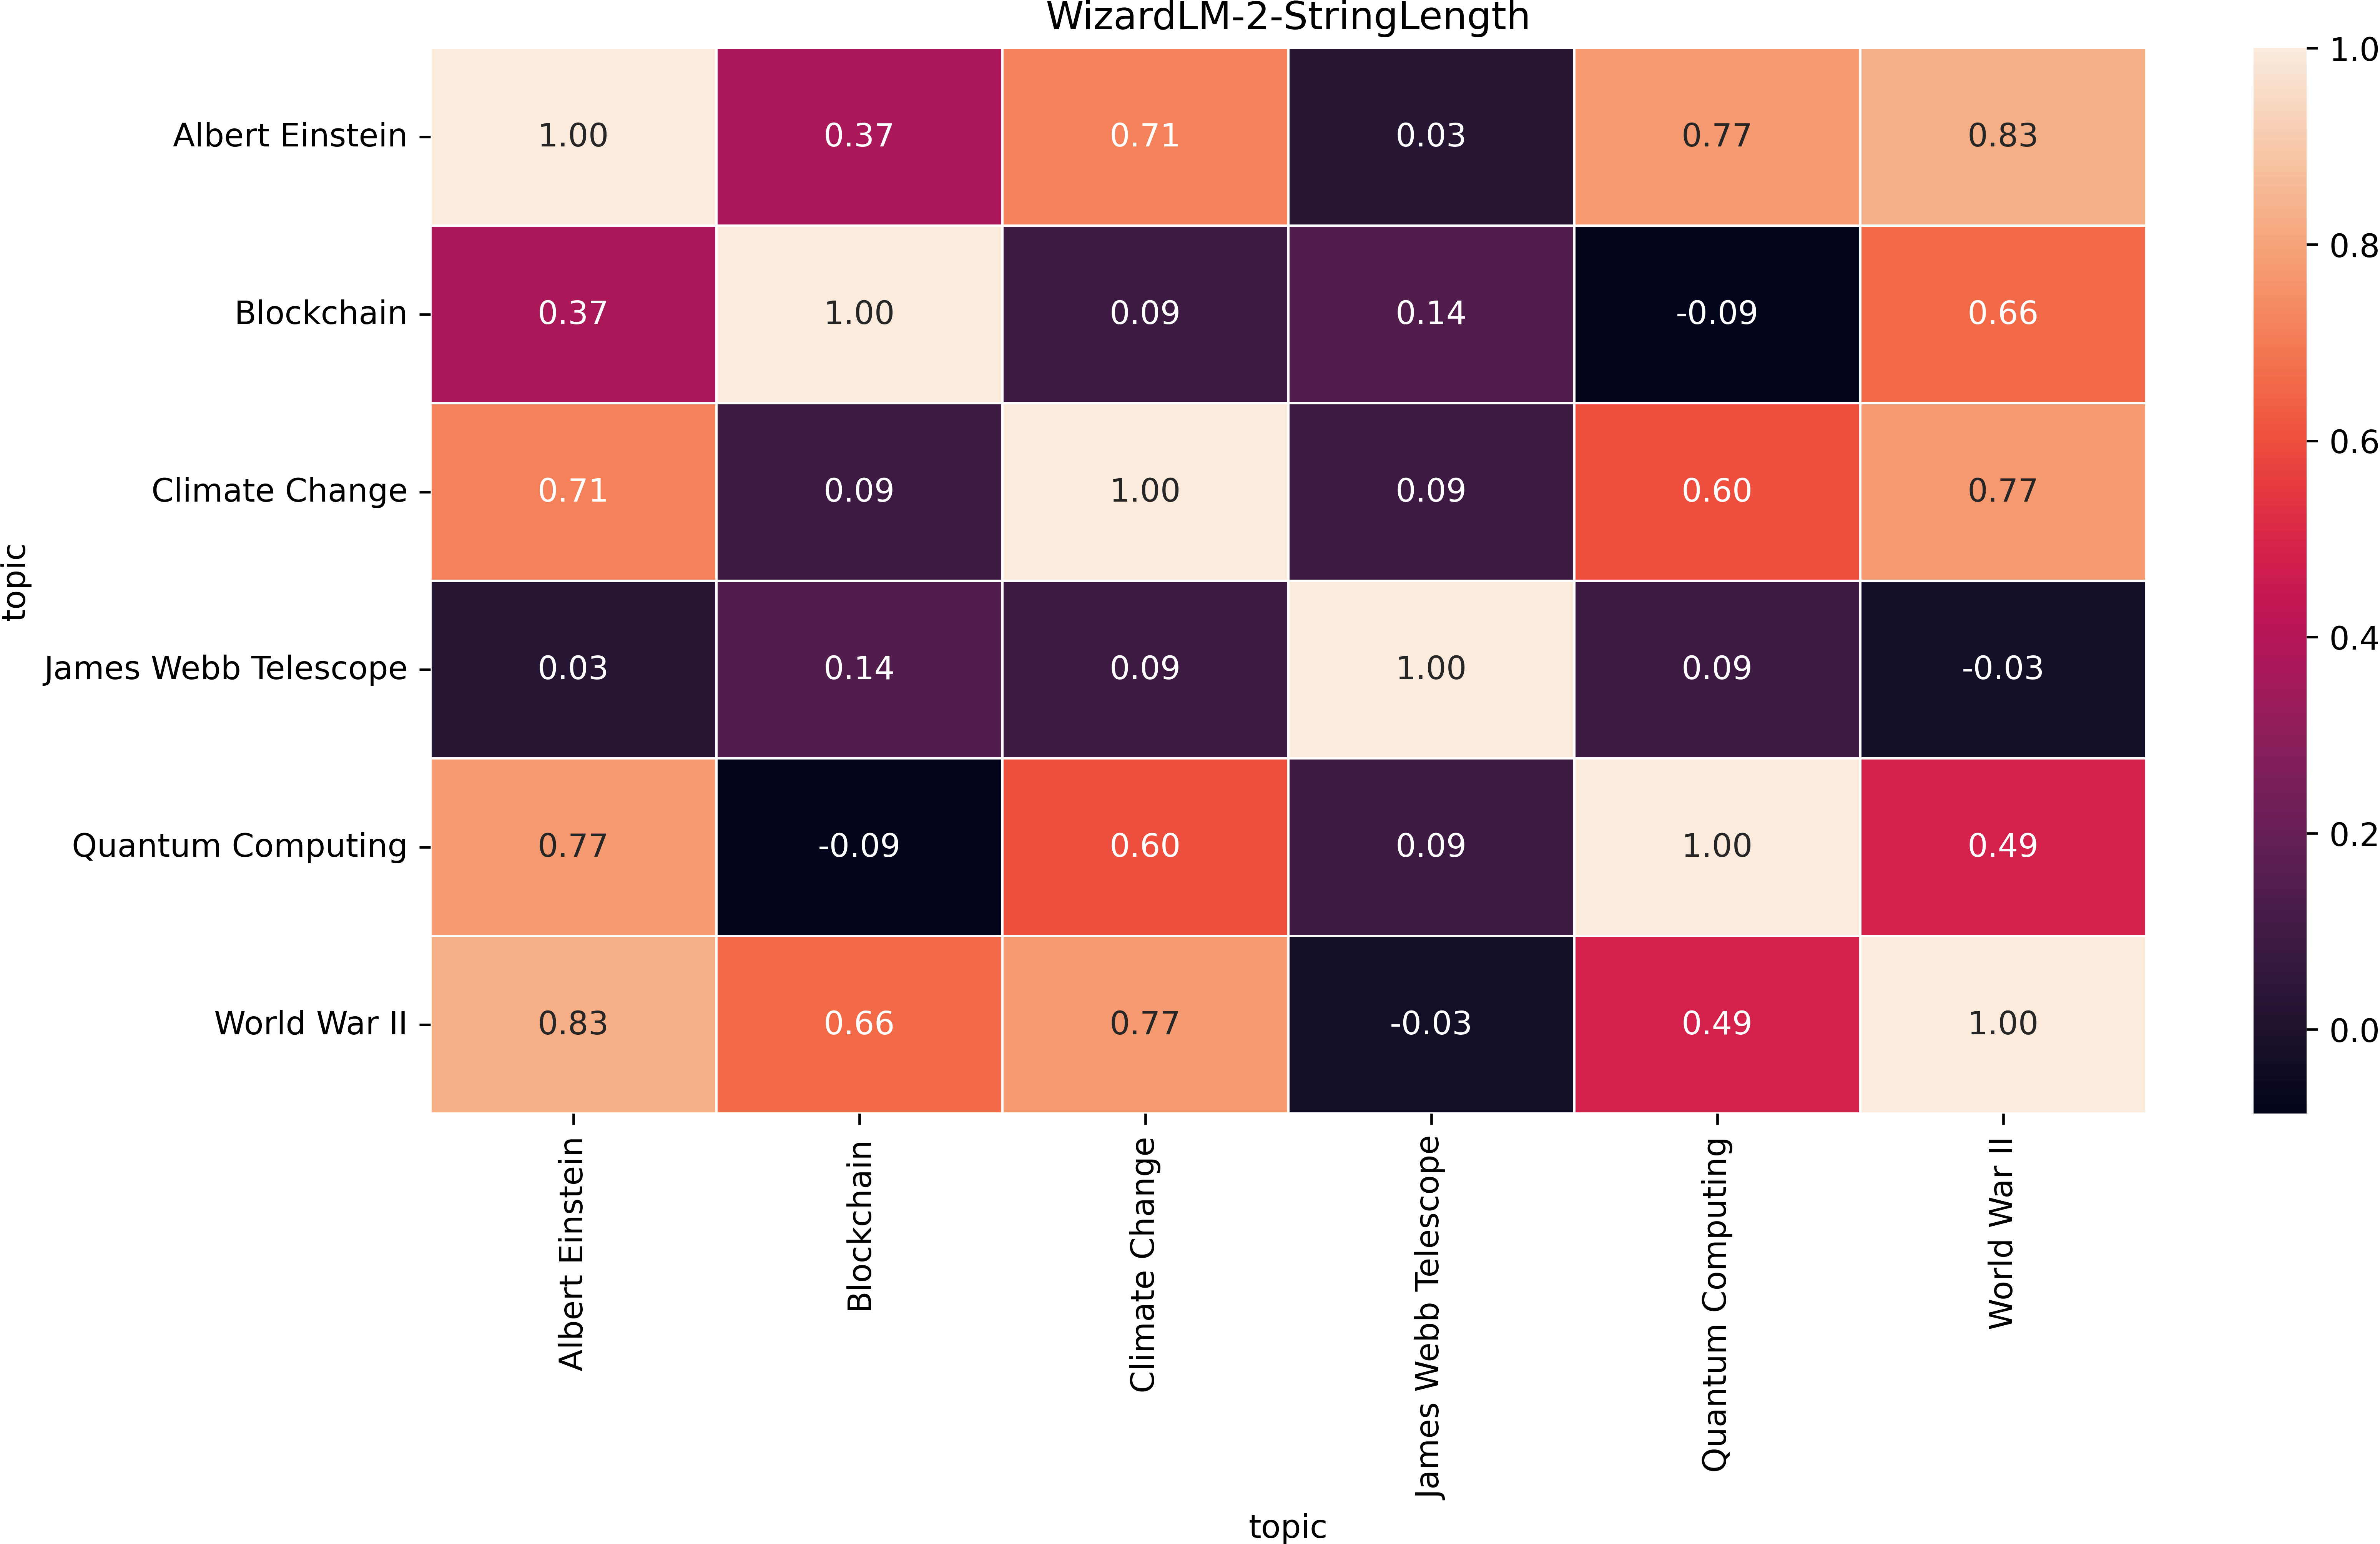 WizardLM-2-StringLength
topic
Albert Einstein 1.00 0.37 0.71 0.03 0.77 0.83
Blockchain 0.37 1.00 0.09 0.14 -0.09 0.66
Climate Change 0.71 0.09 1.00 0.09 0.60 0.77
James Webb Telescope 0.03 0.14 0.09 1.00 0.09 -0.03
Quantum Computing 0.77 -0.09 0.60 0.09 1.00 0.49
World War II 0.83 0.66 0.77 -0.03 0.49 1.00
Albert Einstein
Blockchain
Climate Change
James Webb Telescope
Quantum Computing
World War II
topic
1.0
0.8
0.6
0.4
0.2
0.0